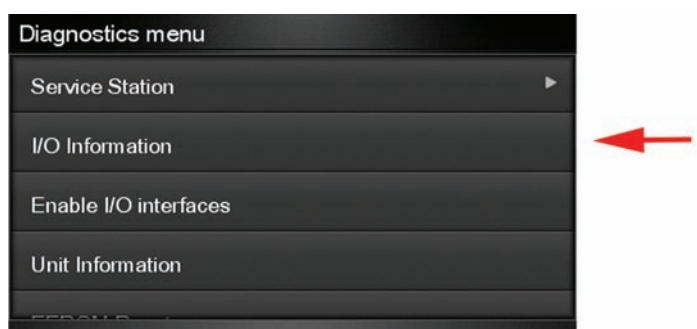 Diagnostics menu
Service Station
I/O Information
Enable I/O interfaces
Unit Information